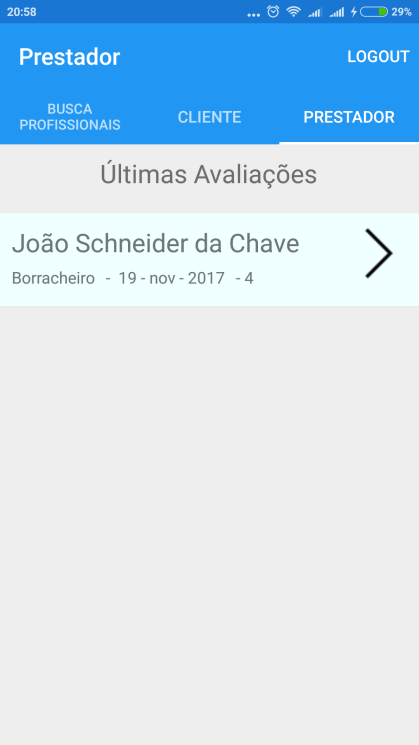 20:58
29%
Prestador
LOGOUT
BUSCA
PROFISSIONAIS
CLIENTE
PRESTADOR
Últimas Avaliações
João Schneider da Chave
Borracheiro - 19 - nov - 2017 - 4